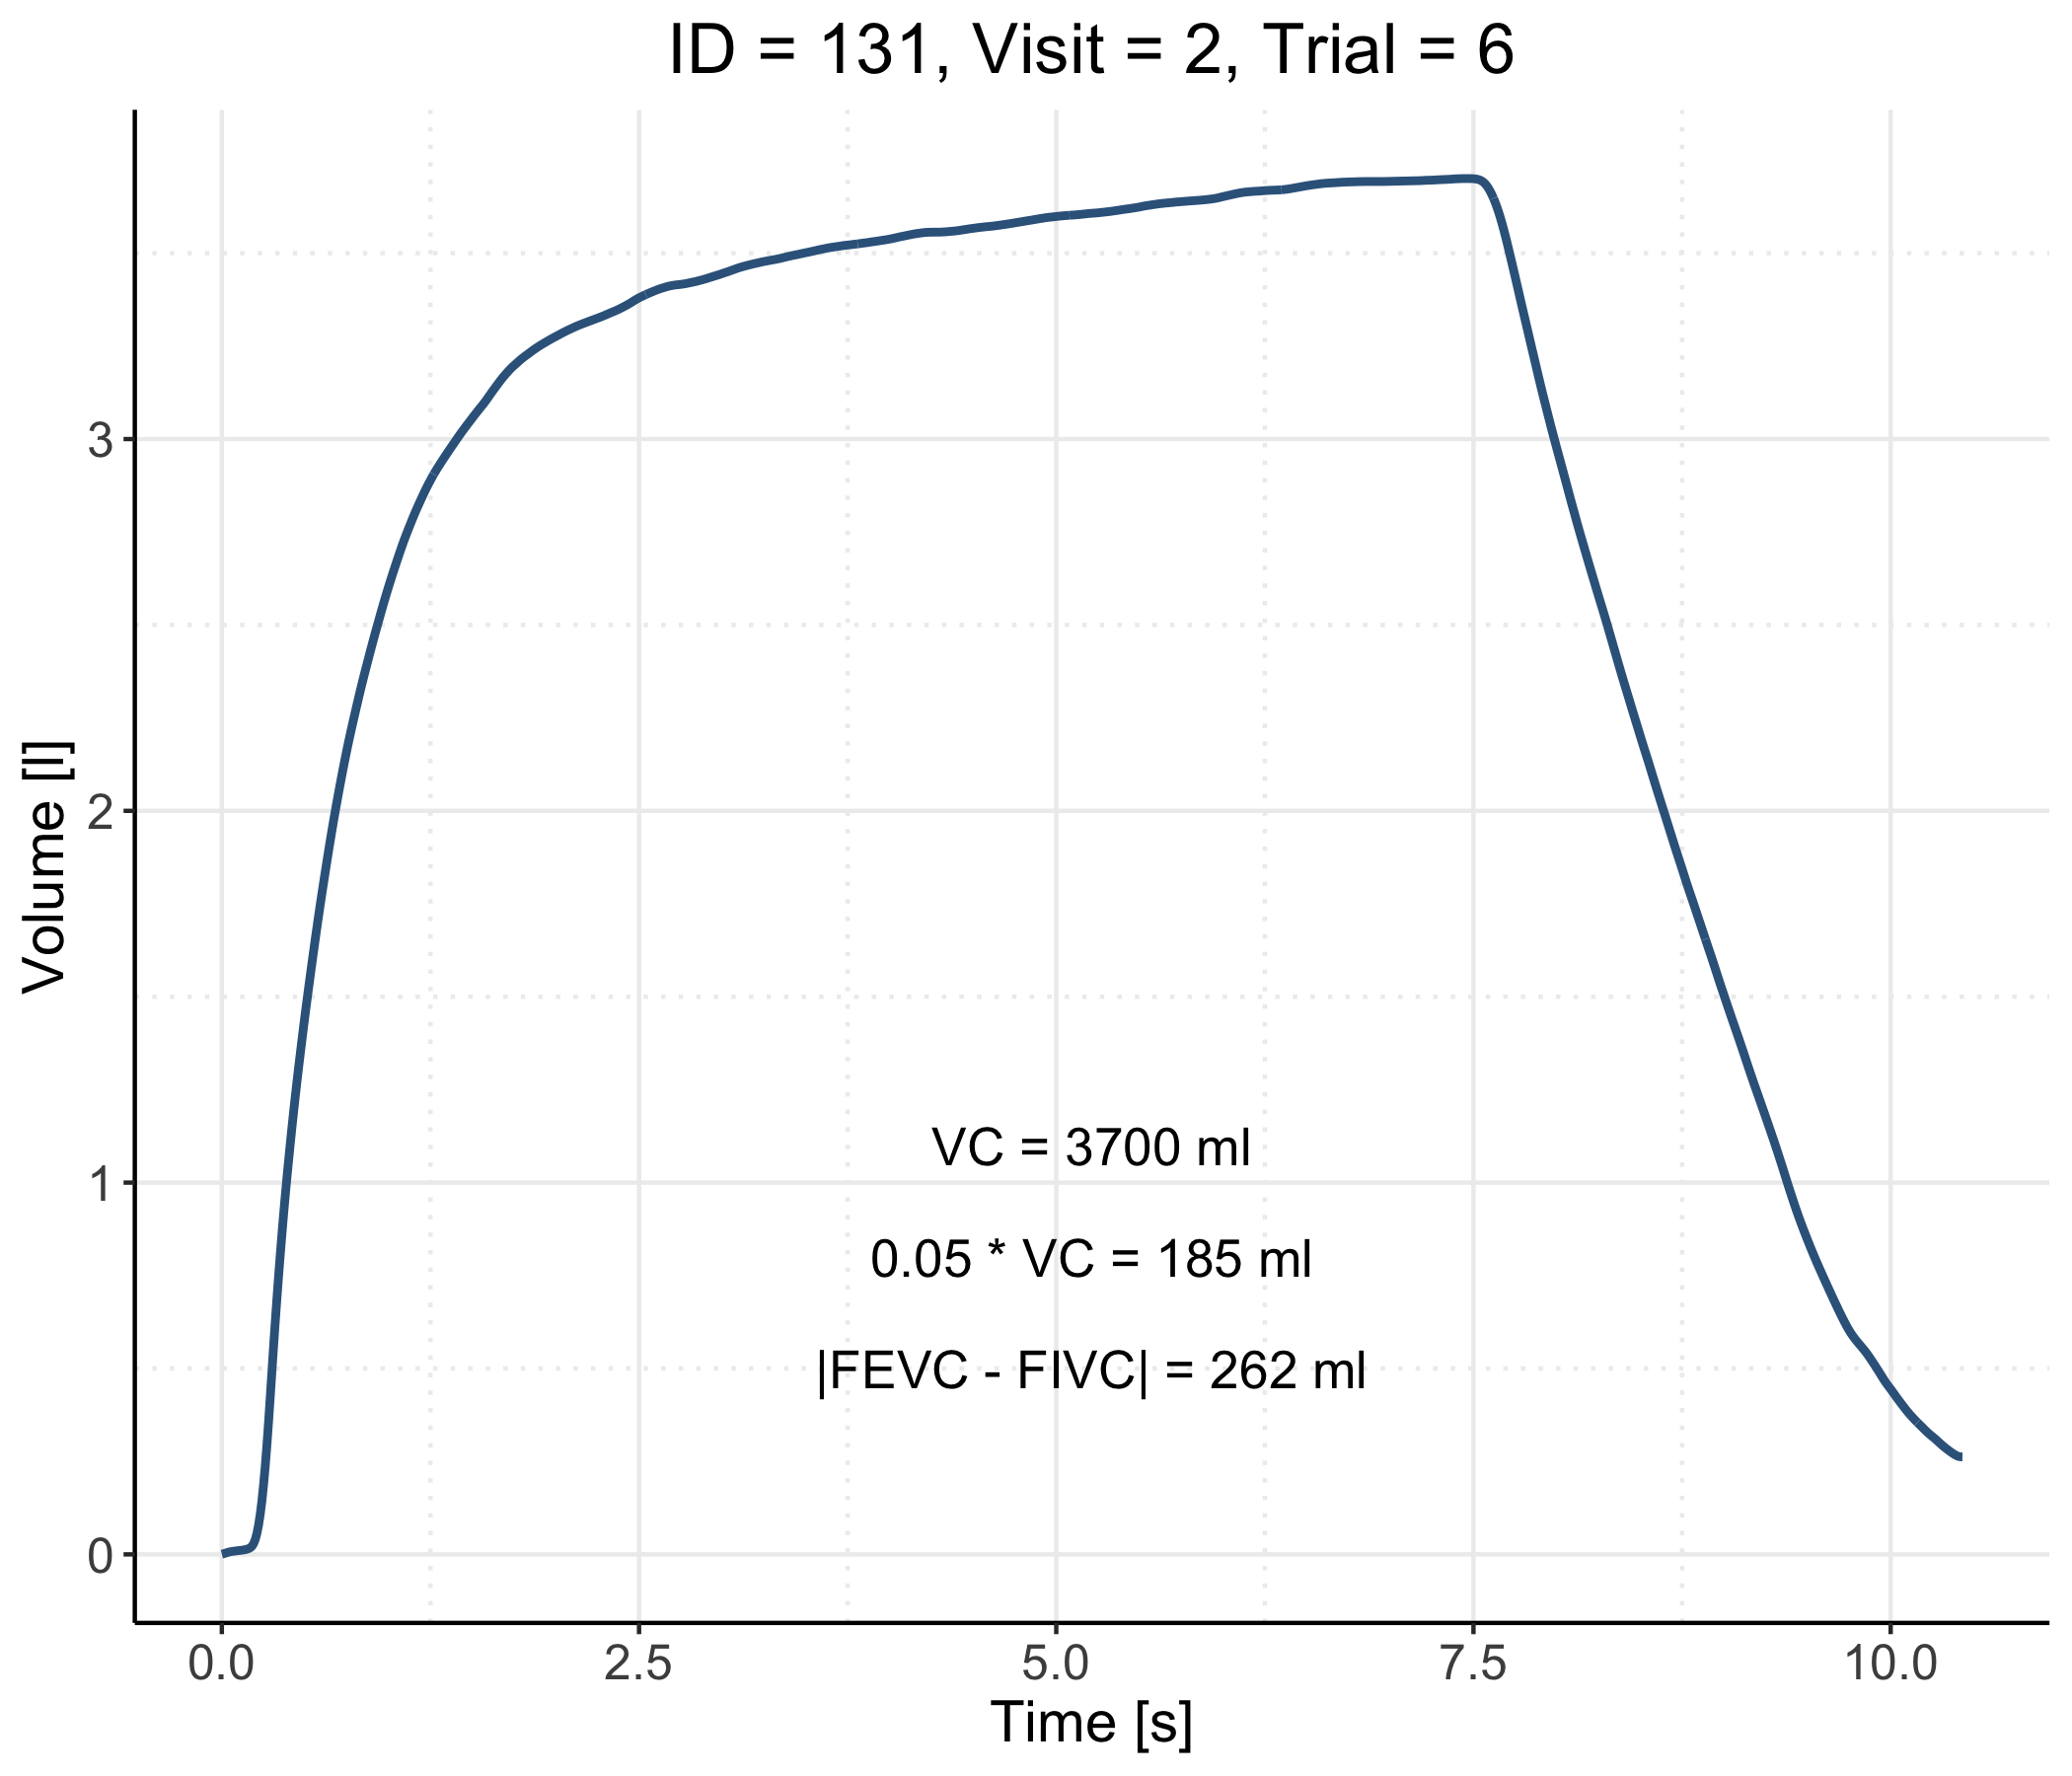 ID = 131, Visit = 2, Trial = 6
Volume [l]
3
2
1
0
VC = 3700 ml
0.05 * VC = 185 ml
|FEVC - FIVC| = 262 ml
0.0 2.5 5.0 7.5 10.0
Time [s]